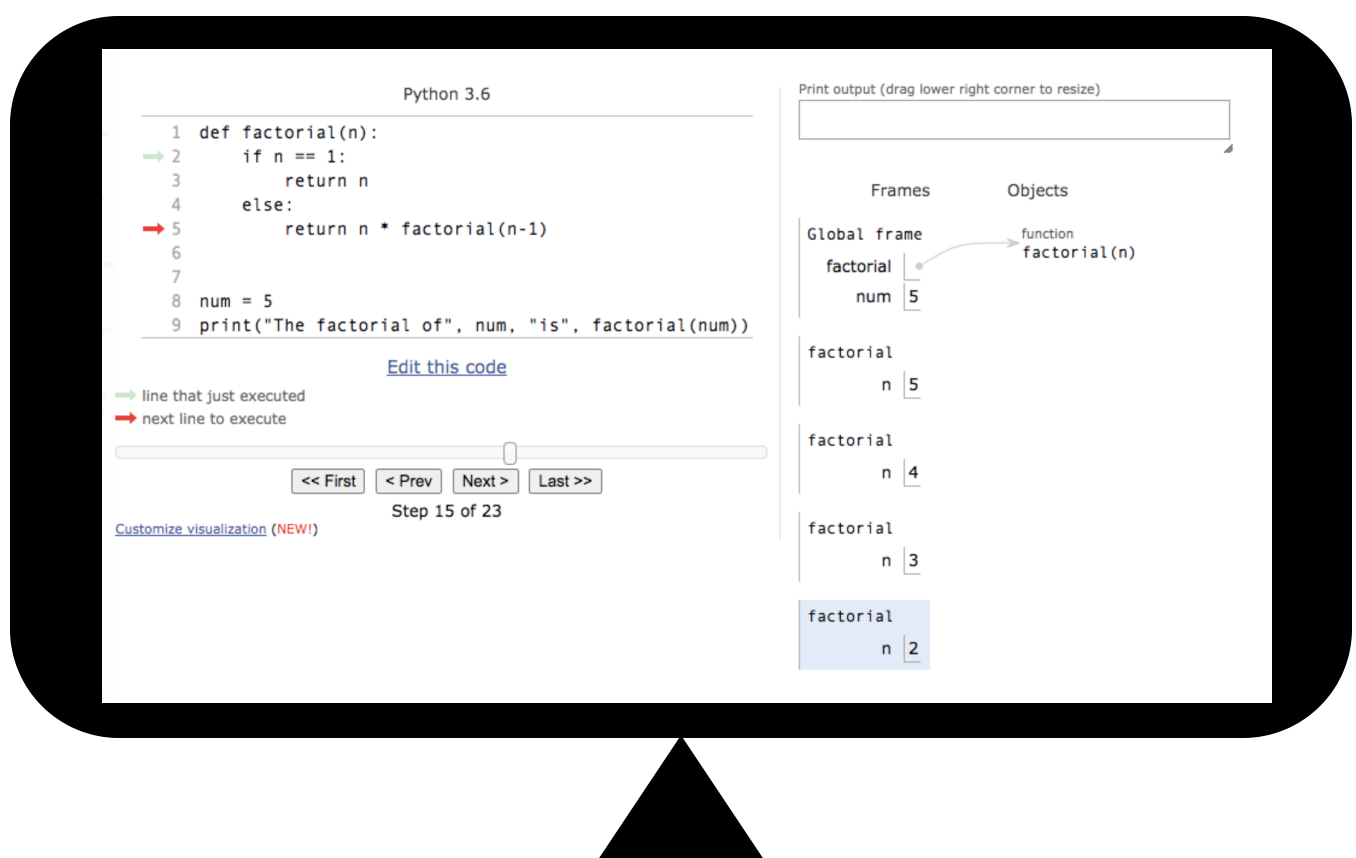 Python 3.6
1 def factorial(n):
2     if n == 1:
3         return n
4     else:
5         return n * factorial(n-1)
6
7
8 num = 5
9 print("The factorial of", num, "is", factorial(num))
Edit this code
line that just executed
next line to execute
<< First < Prev Next > Last >>
Step 15 of 23
Customize visualization (NEW!)
Print output (drag lower right corner to resize)
Frames Objects
Global frame
factorial
num 5
function
factorial(n)
factorial
n 5
factorial
n 4
factorial
n 3
factorial
n 2